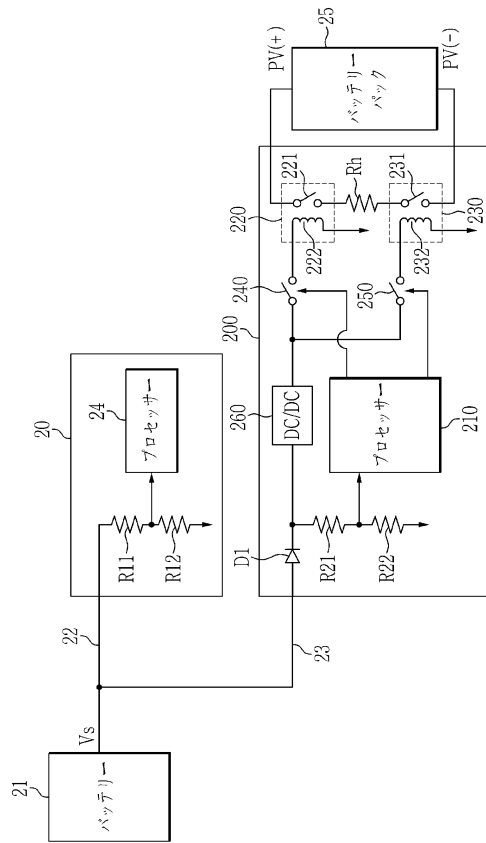 21
バッテリー
Vs
22
23
20
24
プロセッサー
R11
R12
200
D1
R21
R22
260
DC/DC
プロセッサー
210
240
250
220
221
222
Rh
230
231
232
25
バッテリー
パック
PV(+)
PV(-)